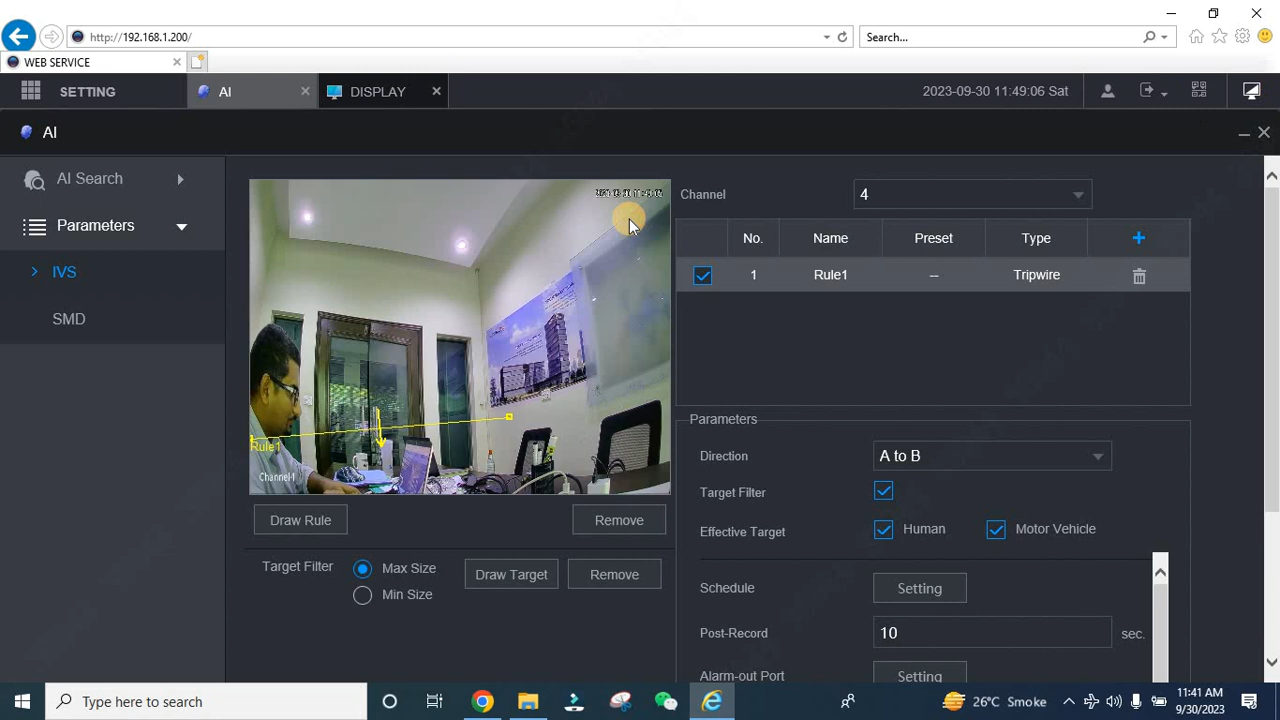 http://192.168.1.200/
Search...
WEB SERVICE
SETTING
AI
DISPLAY
2023-09-30 11:49:06 Sat
AI
AI Search
Parameters
IVS
SMD
Rule1
Channel1
Draw Rule
Remove
Target Filter
Max Size
Min Size
Draw Target
Remove
Channel
4
No. Name Preset Type
1 Rule1 -- Tripwire
Parameters
Direction
A to B
Target Filter
Effective Target
Human
Motor Vehicle
Schedule
Setting
Post-Record
10
sec.
Alarm-out Port
Setting
Type here to search
26°C Smoke
11:41 AM
9/30/2023